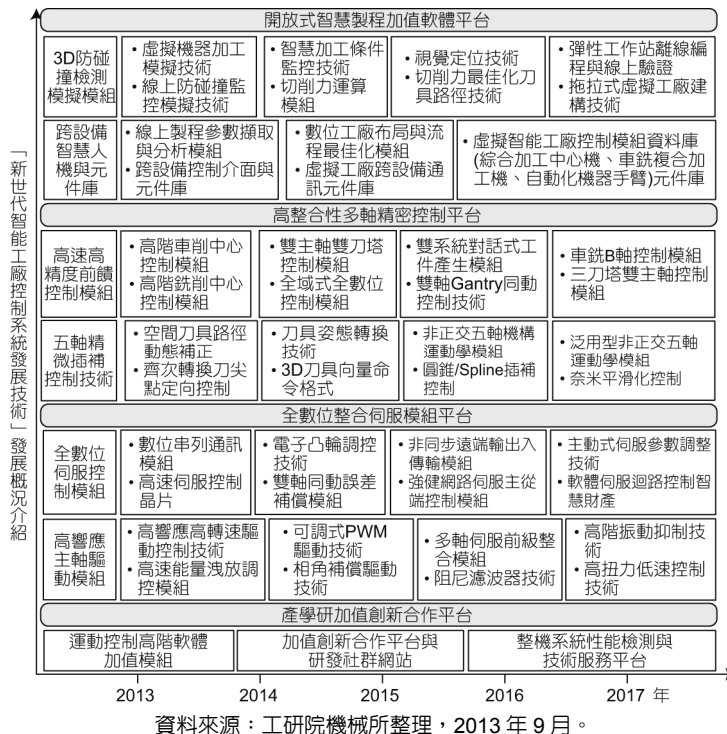 「新世代智能工廠控制系統發展技術」發展概況介紹
開放式智慧製程加值軟體平台
3D防碰
撞檢測
模擬模組
• 虛擬機器加工
模擬技術
• 線上防碰撞監
控模擬技術
• 智慧加工條件
監控技術
• 切削力運算
模組
• 視覺定位技術
• 切削力最佳化刀
具路徑技術
• 彈性工作站離線編
程與線上驗證
• 拖拉式虛擬工廠建
構技術
跨設備
智慧人
機與元
件庫
• 線上製程參數擷取
與分析模組
• 跨設備控制介面與
元件庫
• 數位工廠布局與流
程最佳化模組
• 虛擬工廠跨設備通
訊元件庫
• 虛擬智能工廠控制模組資料庫
(綜合加工中心機、車銑複合加
工機、自動化機器手臂)元件庫
高整合性多軸精密控制平台
高速高
精度前饋
控制模組
• 高階車削中心
控制模組
• 高階銑削中心
控制模組
• 雙主軸雙刀塔
控制模組
• 全域式全數位
控制模組
• 雙系統對話式工
件產生模組
• 雙軸Gantry同動
控制技術
• 車銑B軸控制模組
• 三刀塔雙主軸控制
模組
五軸精
微插補
控制技術
• 空間刀具路徑
動態補正
• 齊次轉換刀尖
點定向控制
• 刀具姿態轉換
技術
• 3D刀具向量命
令格式
• 非正交五軸機構
運動學模組
• 圓錐/Spline插補
控制
• 泛用型非正交五軸
運動學模組
• 奈米平滑化控制
全數位整合伺服模組平台
全數位
伺服控
制模組
• 數位串列通訊
模組
• 高速伺服控制
晶片
• 電子凸輪調控
技術
• 雙軸同動誤差
補償模組
• 非同步遠端輸出入
傳輸模組
• 強健網路伺服主從
端控制模組
• 主動式伺服參數調整
技術
• 軟體伺服迴路控制智
慧財產
高響應
主軸驅
動模組
• 高響應高轉速驅
動控制技術
• 高速能量洩放調
控模組
• 可調式PWM
驅動技術
• 相角補償驅動
技術
• 多軸伺服前級整
合模組
• 阻尼濾波器技術
• 高階振動抑制技
術
• 高扭力低速控制
技術
產學研加值創新合作平台
運動控制高階軟體
加值模組
加值創新合作平台與
研發社群網站
整機系統性能檢測與
技術服務平台
2013 2014 2015 2016 2017 年
資料來源：工研院機械所整理，2013 年 9 月。